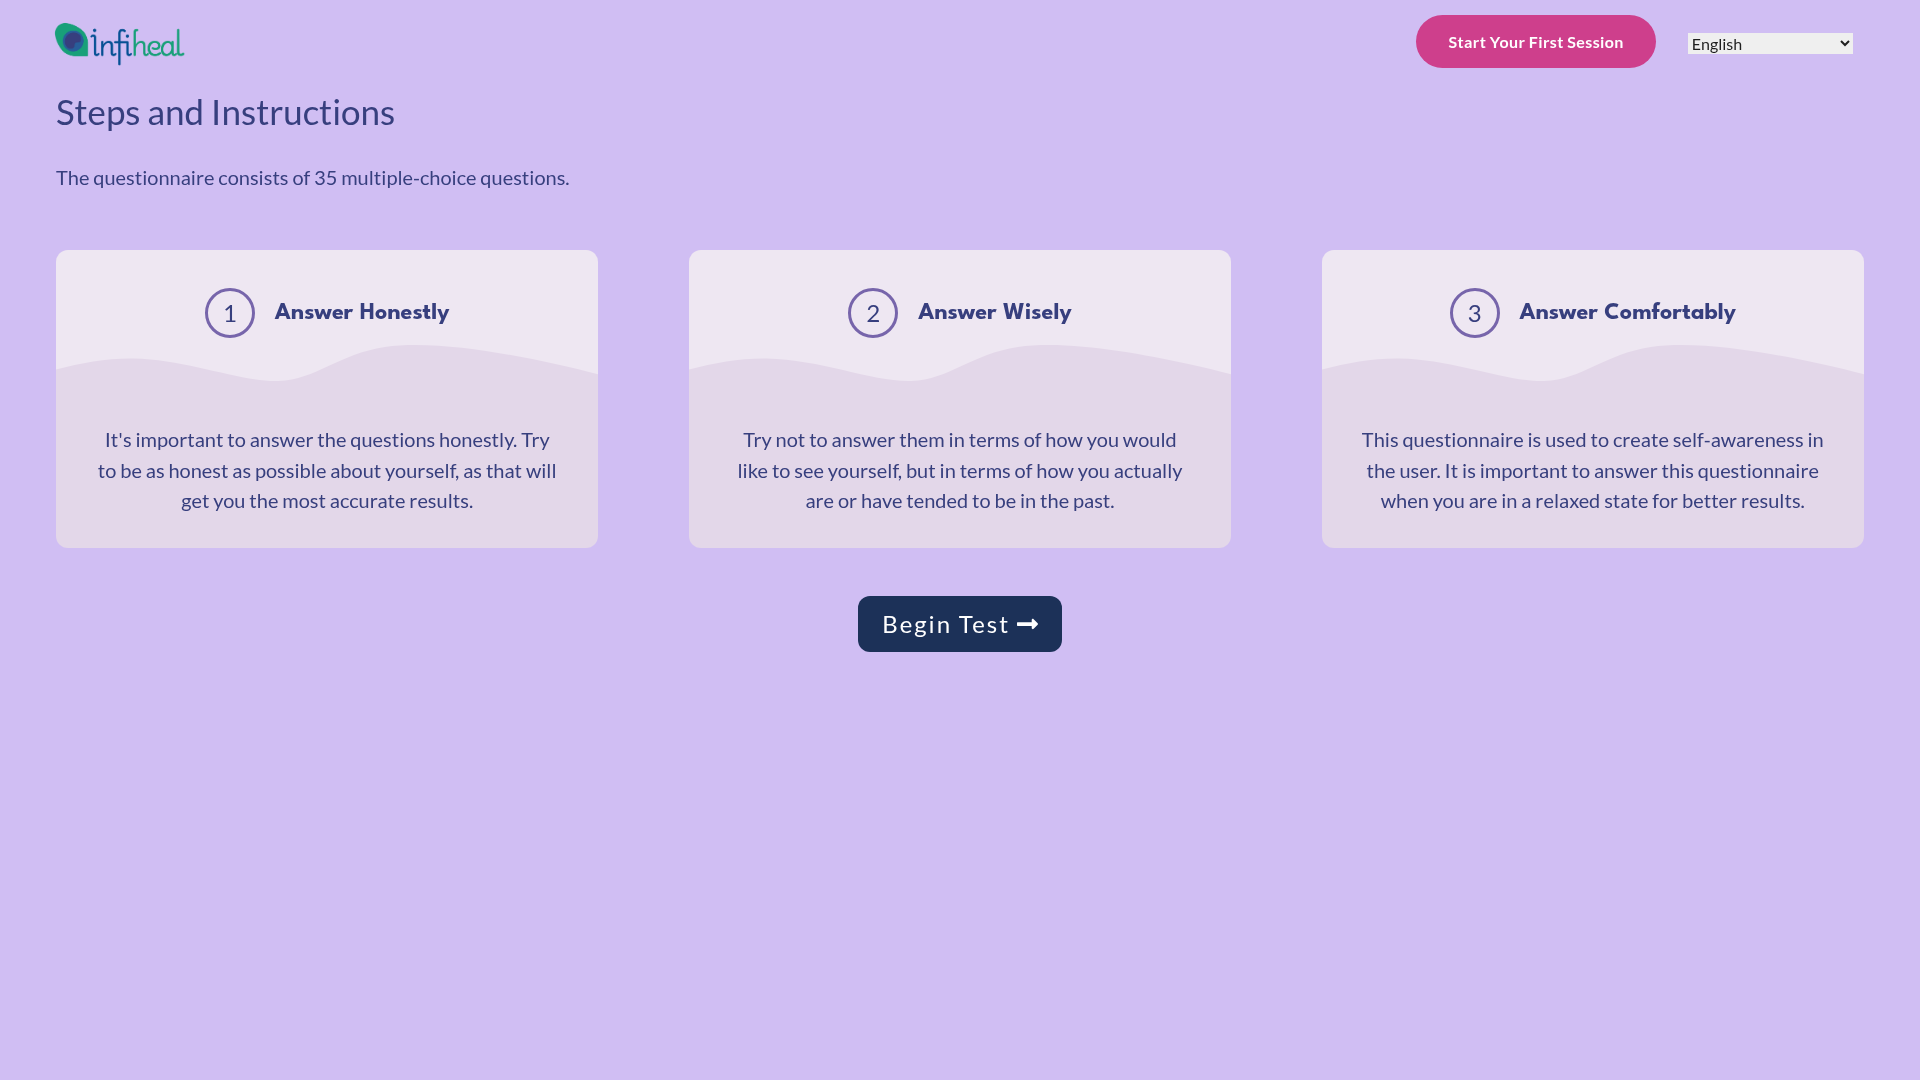 infiheal
Start Your First Session
English
Steps and Instructions
The questionnaire consists of 35 multiple-choice questions.
1 Answer Honestly
It's important to answer the questions honestly. Try
to be as honest as possible about yourself, as that will
get you the most accurate results.
2 Answer Wisely
Try not to answer them in terms of how you would
like to see yourself, but in terms of how you actually
are or have tended to be in the past.
3 Answer Comfortably
This questionnaire is used to create self-awareness in
the user. It is important to answer this questionnaire
when you are in a relaxed state for better results.
Begin Test